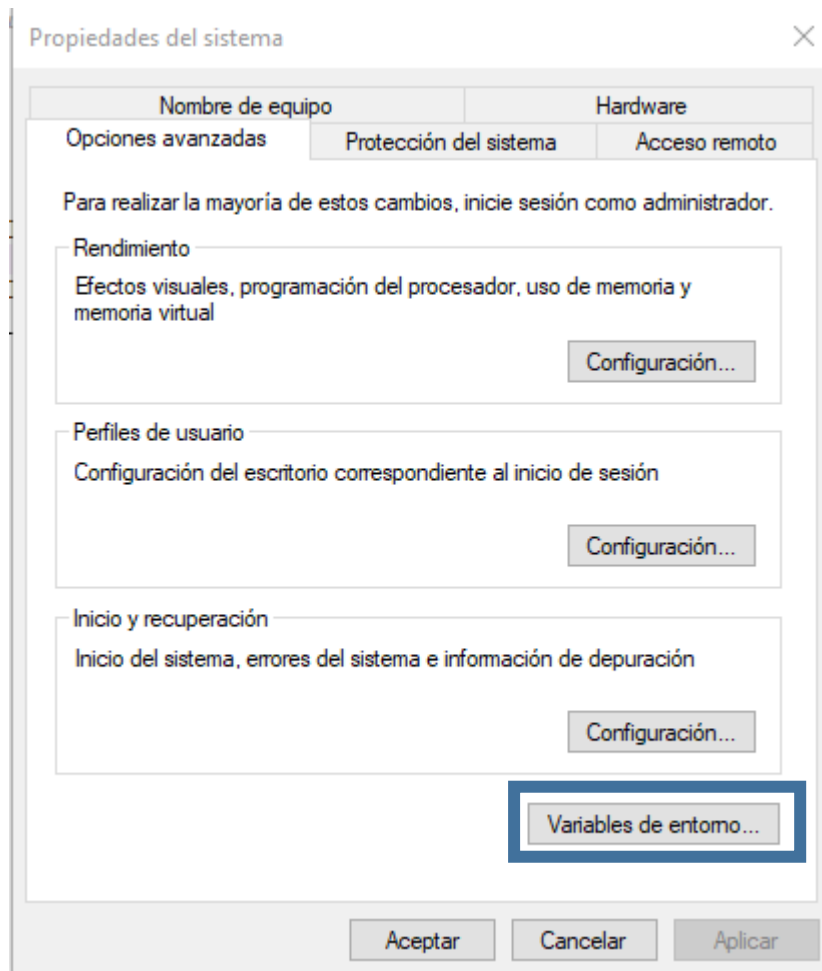 Propiedades del sistema
Nombre de equipo
Hardware
Opciones avanzadas
Protección del sistema
Acceso remoto
Para realizar la mayoría de estos cambios, inicie sesión como administrador.
Rendimiento
Efectos visuales, programación del procesador, uso de memoria y
memoria virtual
Configuración...
Perfiles de usuario
Configuración del escritorio correspondiente al inicio de sesión
Configuración...
Inicio y recuperación
Inicio del sistema, errores del sistema e información de depuración
Configuración...
Variables de entorno...
Aceptar
Cancelar
Aplicar